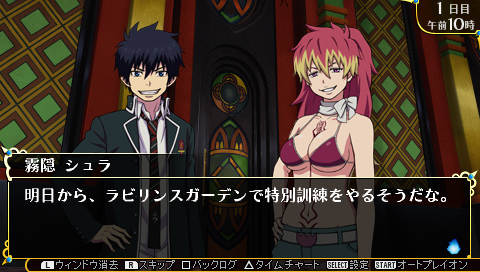 1日目
午前10時
霧隠 シュラ
明日から、ラビリンスガーデンで特別訓練をやるそうだな。
L ウィンドウ消去 R スキップ □バックログ △タイムチャート SELECT 設定 START オートプレイオン